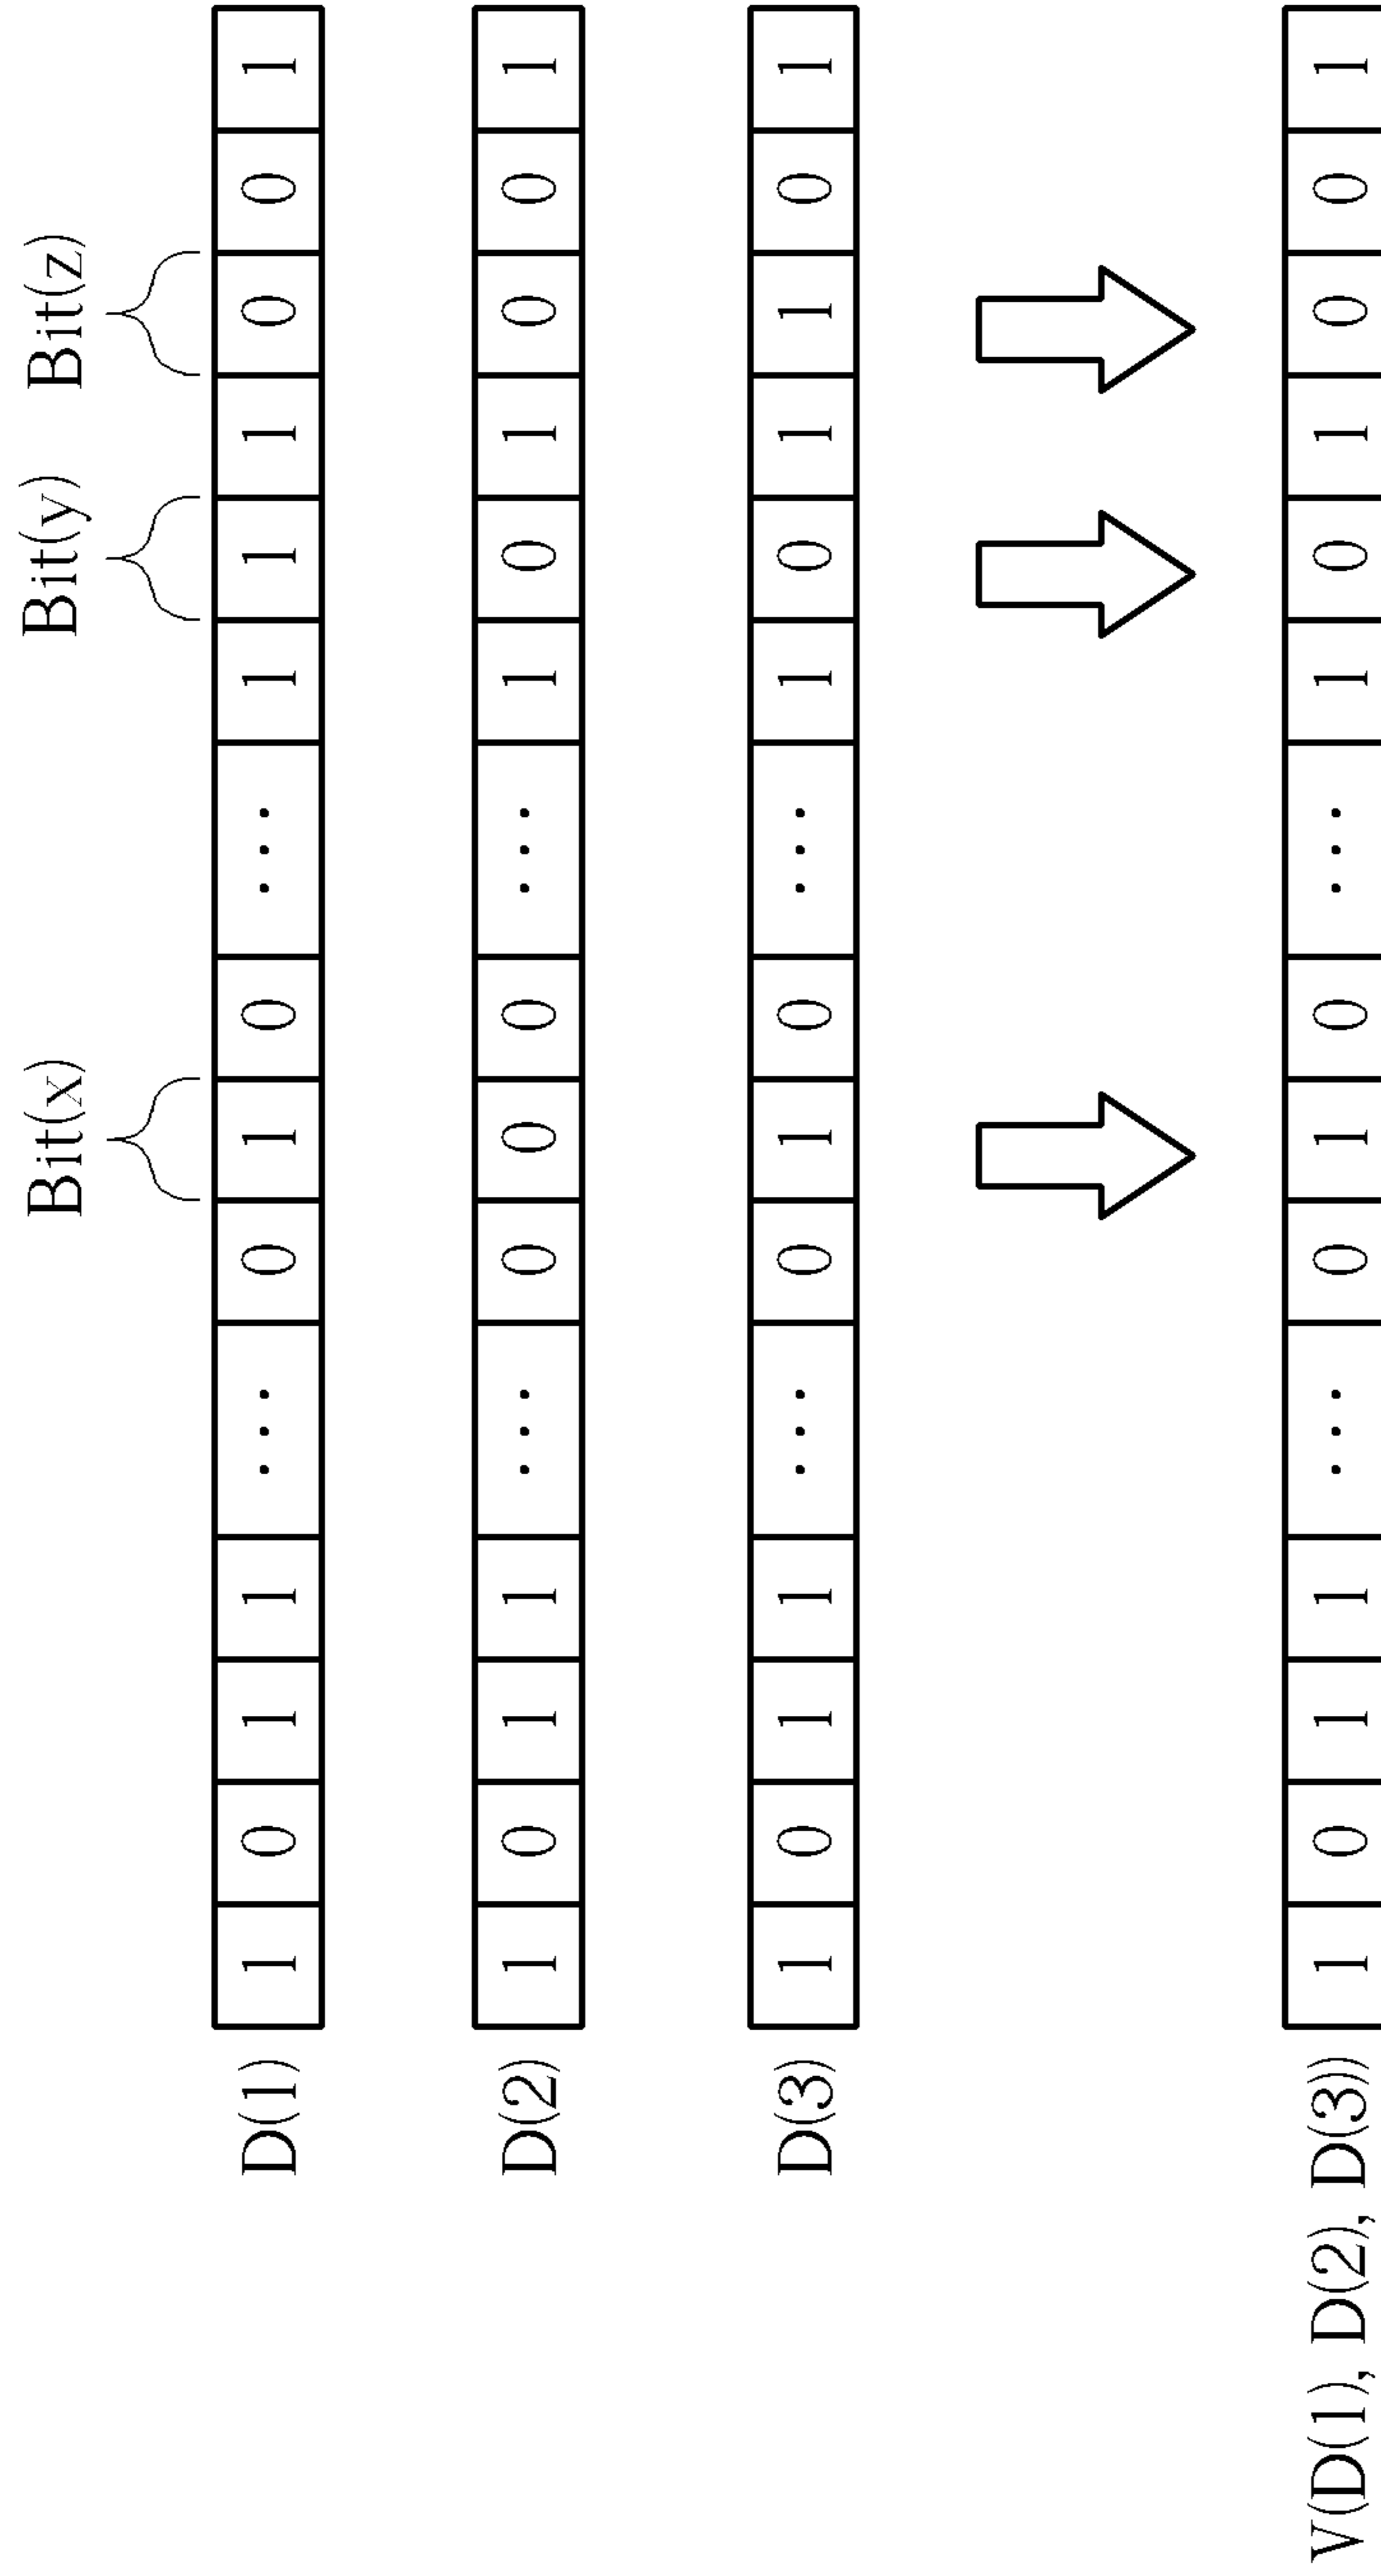 Bit(x) Bit(y) Bit(z)
D(1) 1 0 1 1 ... 0 1 0 ... 1 1 1 0 0 1
D(2) 1 0 1 1 ... 0 0 0 ... 1 0 1 0 0 1
D(3) 1 0 1 1 ... 0 1 0 ... 1 0 1 1 0 1
V(D(1), D(2), D(3)) 1 0 1 1 ... 0 1 0 ... 1 0 1 0 0 1